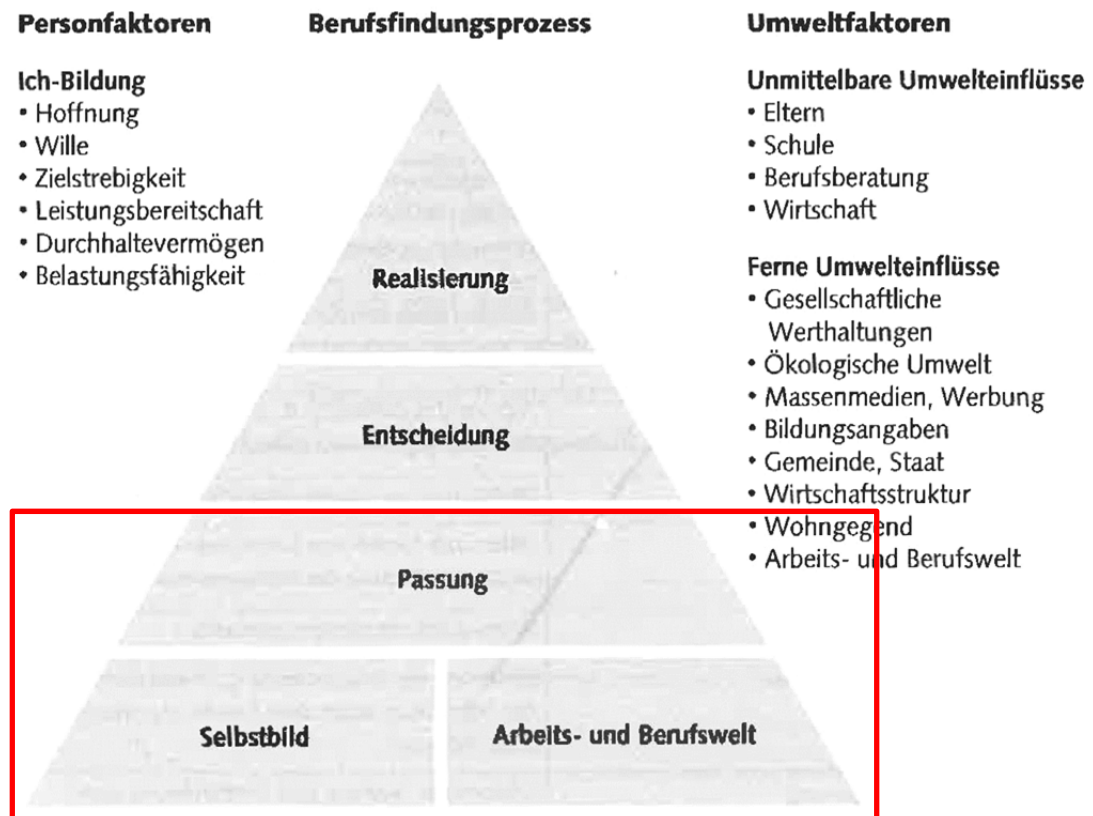 Personfaktoren
Ich-Bildung
• Hoffnung
• Wille
• Zielstrebigkeit
• Leistungsbereitschaft
• Durchhaltevermögen
• Belastungsfähigkeit
Berufsfindungsprozess
Realisierung
Entscheidung
Passung
Selbstbild
Arbeits- und Berufswelt
Umweltfaktoren
Unmittelbare Umwelteinflüsse
• Eltern
• Schule
• Berufsberatung
• Wirtschaft
Ferne Umwelteinflüsse
• Gesellschaftliche
Werthaltungen
• Ökologische Umwelt
• Massenmedien, Werbung
• Bildungsangaben
• Gemeinde, Staat
• Wirtschaftsstruktur
• Wohngegend
• Arbeits- und Berufswelt